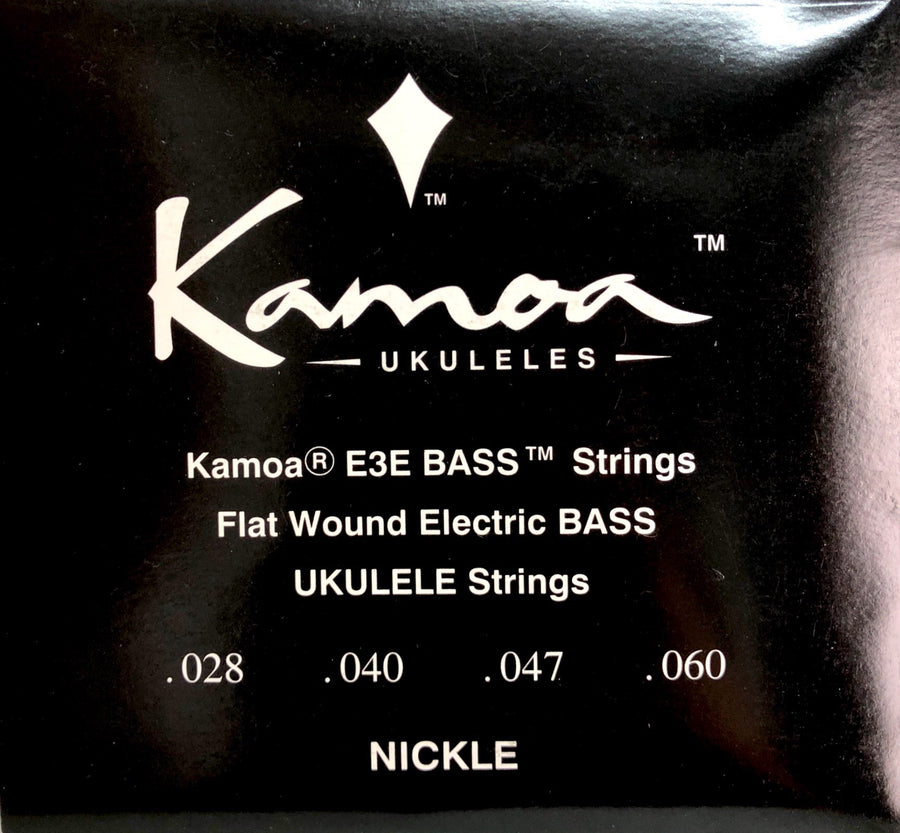 TM
Kamoa TM
UKULELES
Kamoa® E3E BASS™ Strings
Flat Wound Electric BASS
UKULELE Strings
.028 .040 .047 .060
NICKLE